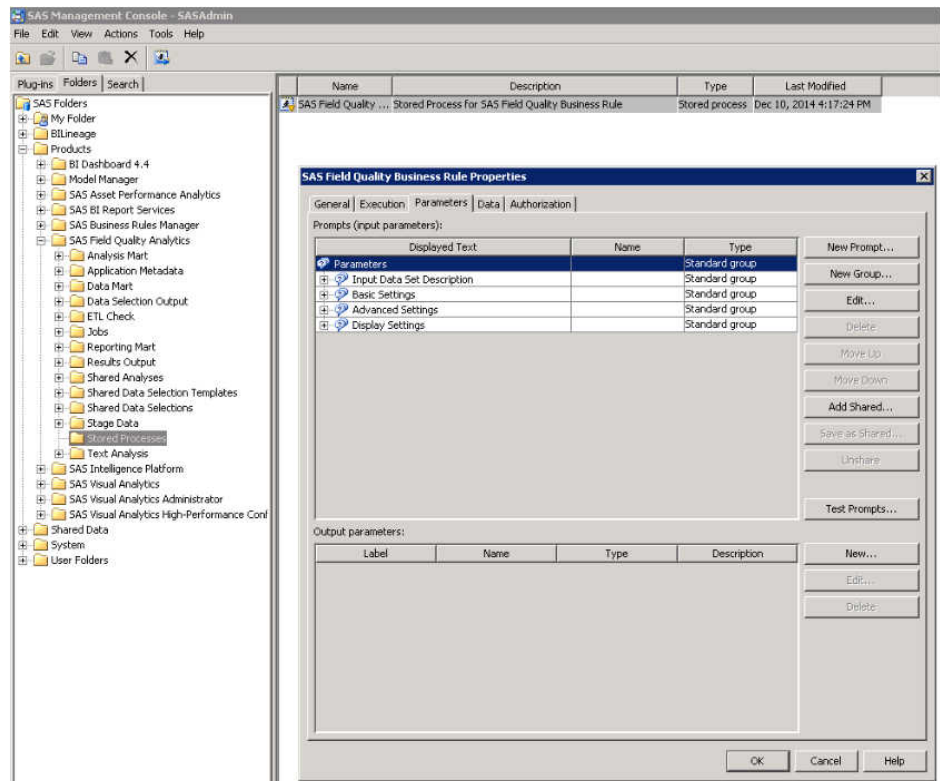 SAS Management Console - SASAdmin
File Edit View Actions Tools Help
Plug-ins Folders Search
SAS Folders
My Folder
BILineage
Products
BI Dashboard 4.4
Model Manager
SAS Asset Performance Analytics
SAS BI Report Services
SAS Business Rules Manager
SAS Field Quality Analytics
Analysis Mart
Application Metadata
Data Mart
Data Selection Output
ETL Check
Jobs
Reporting Mart
Results Output
Shared Analyses
Shared Data Selection Templates
Shared Data Selections
Stage Data
Stored Processes
Text Analysis
SAS Intelligence Platform
SAS Visual Analytics
SAS Visual Analytics Administrator
SAS Visual Analytics High-Performance Conf
Shared Data
System
User Folders
Name Description Type Last Modified
SAS Field Quality ... Stored Process for SAS Field Quality Business Rule Stored process Dec 10, 2014 4:17:24 PM
SAS Field Quality Business Rule Properties
General Execution Parameters Data Authorization
Prompts (input parameters):
Displayed Text Name Type
Parameters Standard group
Input Data Set Description Standard group
Basic Settings Standard group
Advanced Settings Standard group
Display Settings Standard group
New Prompt...
New Group...
Edit...
Delete
Move Up
Move Down
Add Shared...
Save as Shared...
Unshare
Test Prompts...
Output parameters:
Label Name Type Description
New...
Edit...
Delete
OK Cancel Help